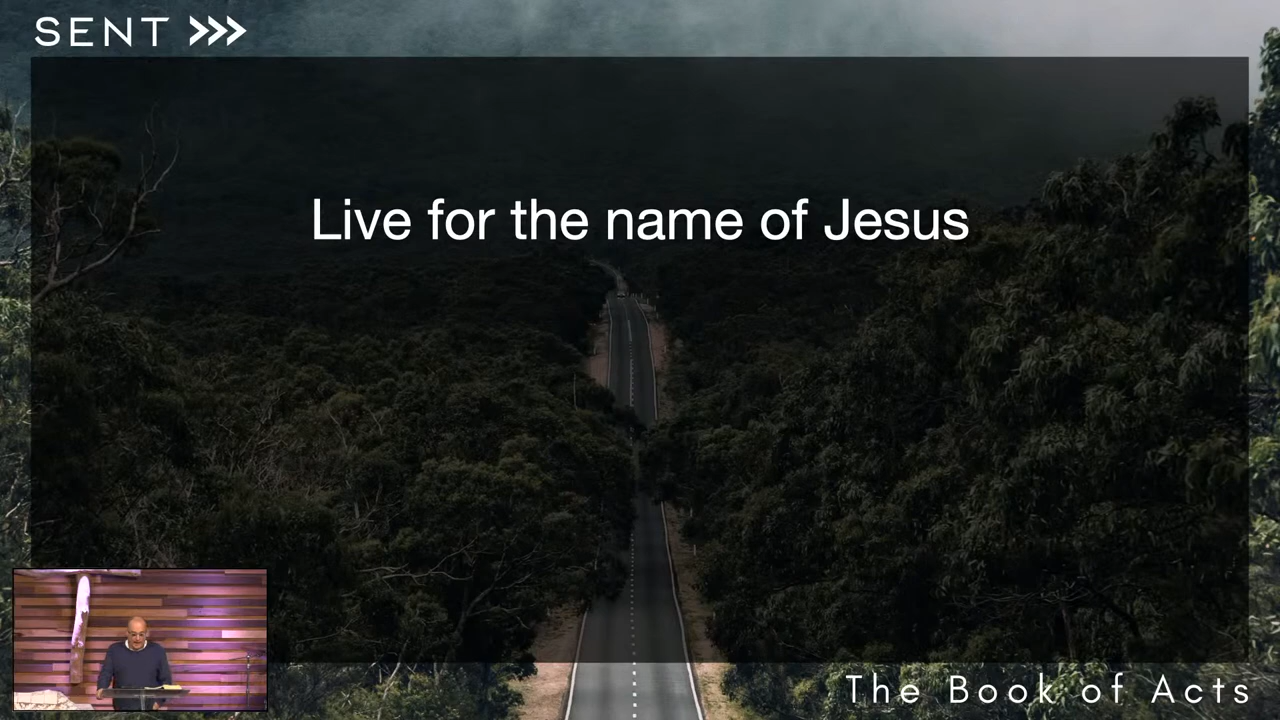 SENT >>>
Live for the name of Jesus
The Book of Acts